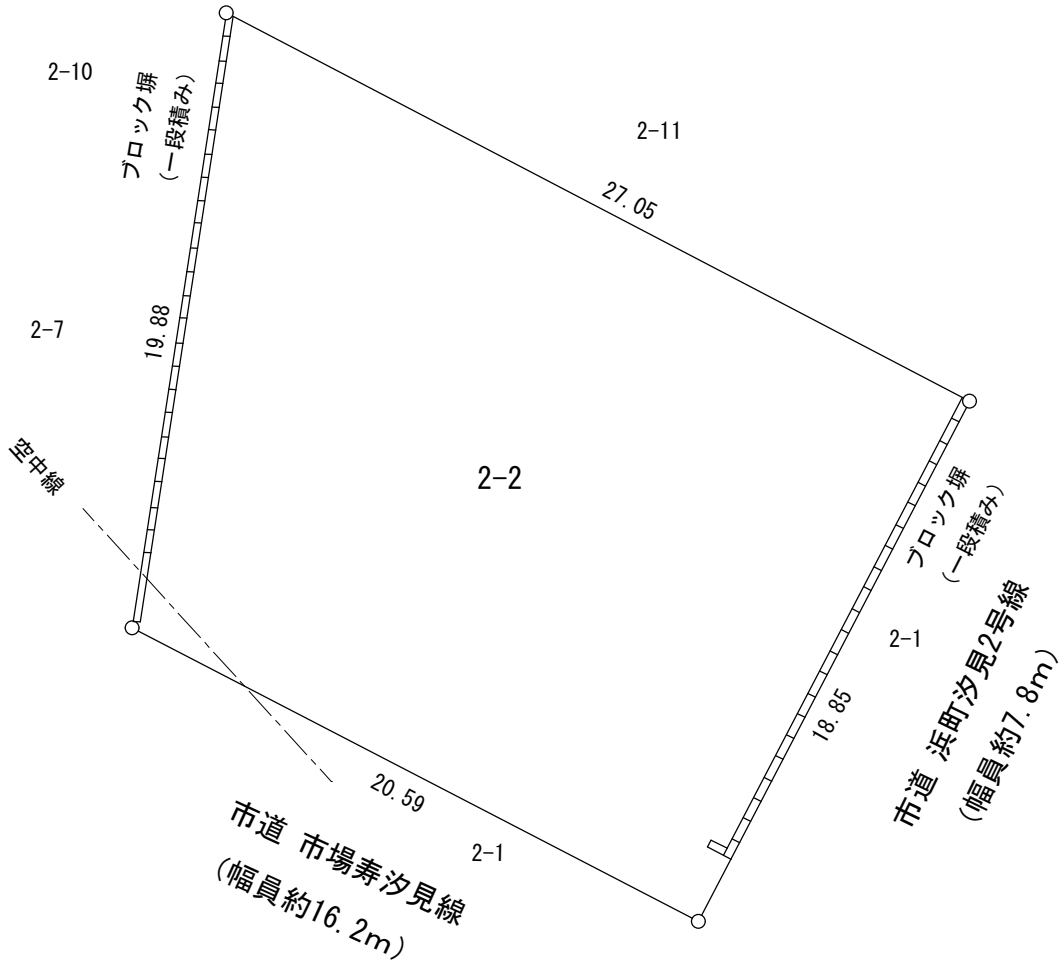 2-10
ブロック塀
(一段積み)
2-11
27.05
2-7
19.88
空中線
2-2
ブロック塀
(一段積み)
2-1
18.85
市道 浜町汐見2号線
(幅員約7.8m)
20.59
2-1
市道 市場寿汐見線
(幅員約16.2m)